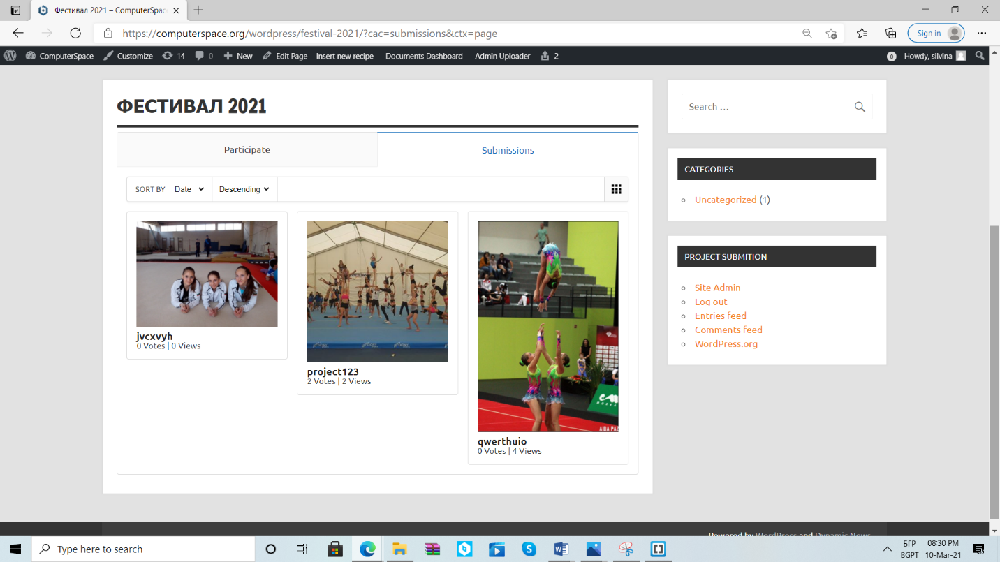 Фестивал 2021 – ComputerSpac
https://computerspace.org/wordpress/festival-2021/?cac=submissions&ctx=page
Sign in
ComputerSpace
Customize
14
0
New
Edit Page
Insert new recipe
Documents Dashboard
Admin Uploader
2
0
Howdy, silvina
ФЕСТИВАЛ 2021
Participate
Submissions
SORT BY
Date
Descending
jvcxvyh
0 Votes | 0 Views
project123
2 Votes | 2 Views
AIDA PAZ
qwerthuio
0 Votes | 4 Views
Search …
CATEGORIES
Uncategorized (1)
PROJECT SUBMITION
Site Admin
Log out
Entries feed
Comments feed
WordPress.org
Powered by WordPress and Dynamic News.
Type here to search
БГР
BGPT
08:30 PM
10-Mar-21